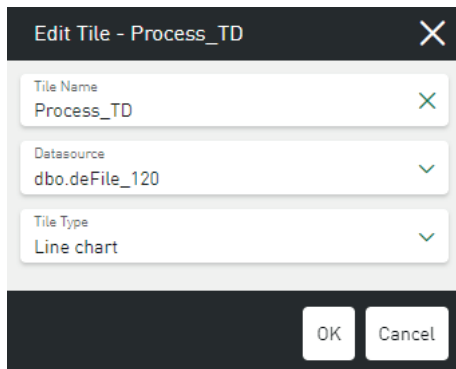 Edit Tile - Process_TD
Tile Name
Process_TD
Datasource
dbo.deFile_120
Tile Type
Line chart
OK Cancel